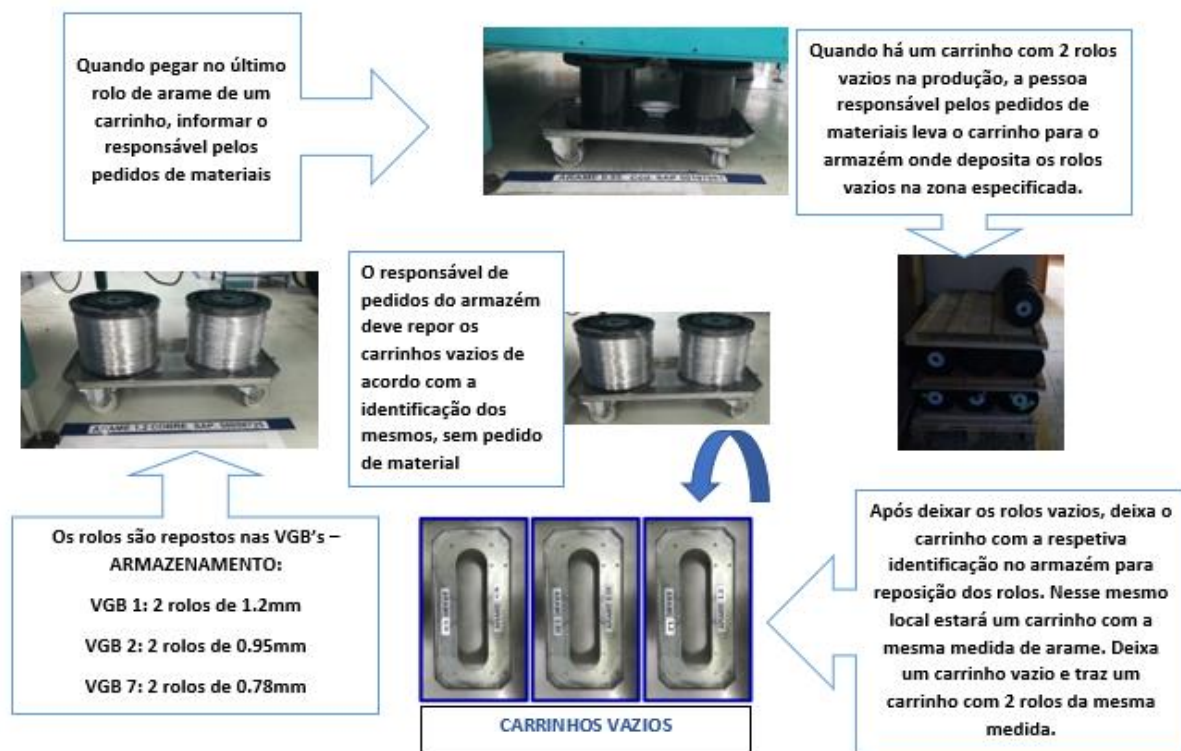 Quando pegar no último
rolo de arame de um
carrinho, informar o
responsável pelos
pedidos de materiais
Quando há um carrinho com 2 rolos
vazios na produção, a pessoa
responsável pelos pedidos de
materiais leva o carrinho para o
armazém onde deposita os rolos
vazios na zona especificada.
O responsável de
pedidos do armazém
deve repor os
carrinhos vazios de
acordo com a
identificação dos
mesmos, sem pedido
de material
ARAME 1.2 COBRE SAP
Os rolos são repostos nas VGB's –
ARMAZENAMENTO:
VGB 1: 2 rolos de 1.2mm
VGB 2: 2 rolos de 0.95mm
VGB 7: 2 rolos de 0.78mm
CARRINHOS VAZIOS
Após deixar os rolos vazios, deixa o
carrinho com a respetiva
identificação no armazém para
reposição dos rolos. Nesse mesmo
local estará um carrinho com a
mesma medida de arame. Deixa
um carrinho vazio e traz um
carrinho com 2 rolos da mesma
medida.